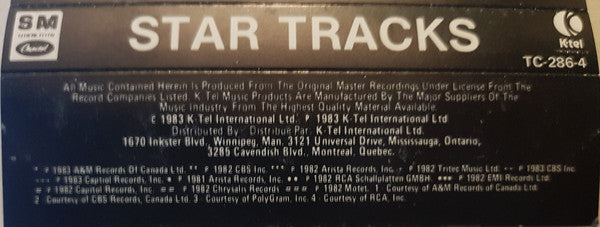 SM STAR TRACKS K-tel
Capitol TC-286-4
All Music Contained Herein Is Produced From The Original Master Recordings Under License From The
Record Companies Listed. K-Tel Music Products Are Manufactured By The Major Suppliers Of The
Music Industry From The Highest Quality Material Available.
© 1983 K-Tel International Ltd. ℗ 1983 K-Tel International Ltd
Distributed By · Distribue Par: K-Tel International Ltd.
1670 Inkster Blvd., Winnipeg, Man. 3121 Universal Drive, Mississauga, Ontario,
3285 Cavendish Blvd., Montreal, Quebec.
* ℗ 1983 A&M Records Of Canada Ltd. ** ℗ 1982 CBS Inc. *** ℗ 1982 Arista Records, Inc. • ℗ 1982 Tritec Music Ltd. •• ℗ 1983 CBS Inc.
••• ℗ 1983 Capitol Records, Inc. • ℗ 1981 Arista Records, Inc. •• ℗ 1982 RCA Schallplatten GMBH. ••• ℗ 1982 EMI Records Ltd
# ℗ 1982 Capitol Records, Inc. ## ℗ 1982 Chrysalis Records ### ℗ 1982 Motet. 1 · Courtesy of A&M Records of Canada Ltd.
2 · Courtesy of CBS Records, Canada Ltd. 3 · Courtesy of PolyGram, Inc. 4 · Courtesy of RCA, Inc.